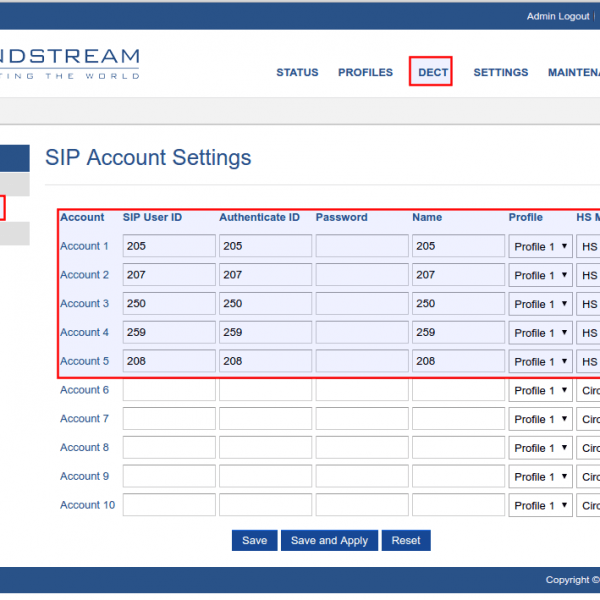 Admin Logout
NDSTREAM
TING THE WORLD
STATUS PROFILES DECT SETTINGS MAINTENA
SIP Account Settings
Account SIP User ID Authenticate ID Password Name Profile HS M
Account 1 205 205 205 Profile 1 HS
Account 2 207 207 207 Profile 1 HS
Account 3 250 250 250 Profile 1 HS
Account 4 259 259 259 Profile 1 HS
Account 5 208 208 208 Profile 1 HS
Account 6 Profile 1 Circ
Account 7 Profile 1 Circ
Account 8 Profile 1 Circ
Account 9 Profile 1 Circ
Account 10 Profile 1 Circ
Save Save and Apply Reset
Copyright ©